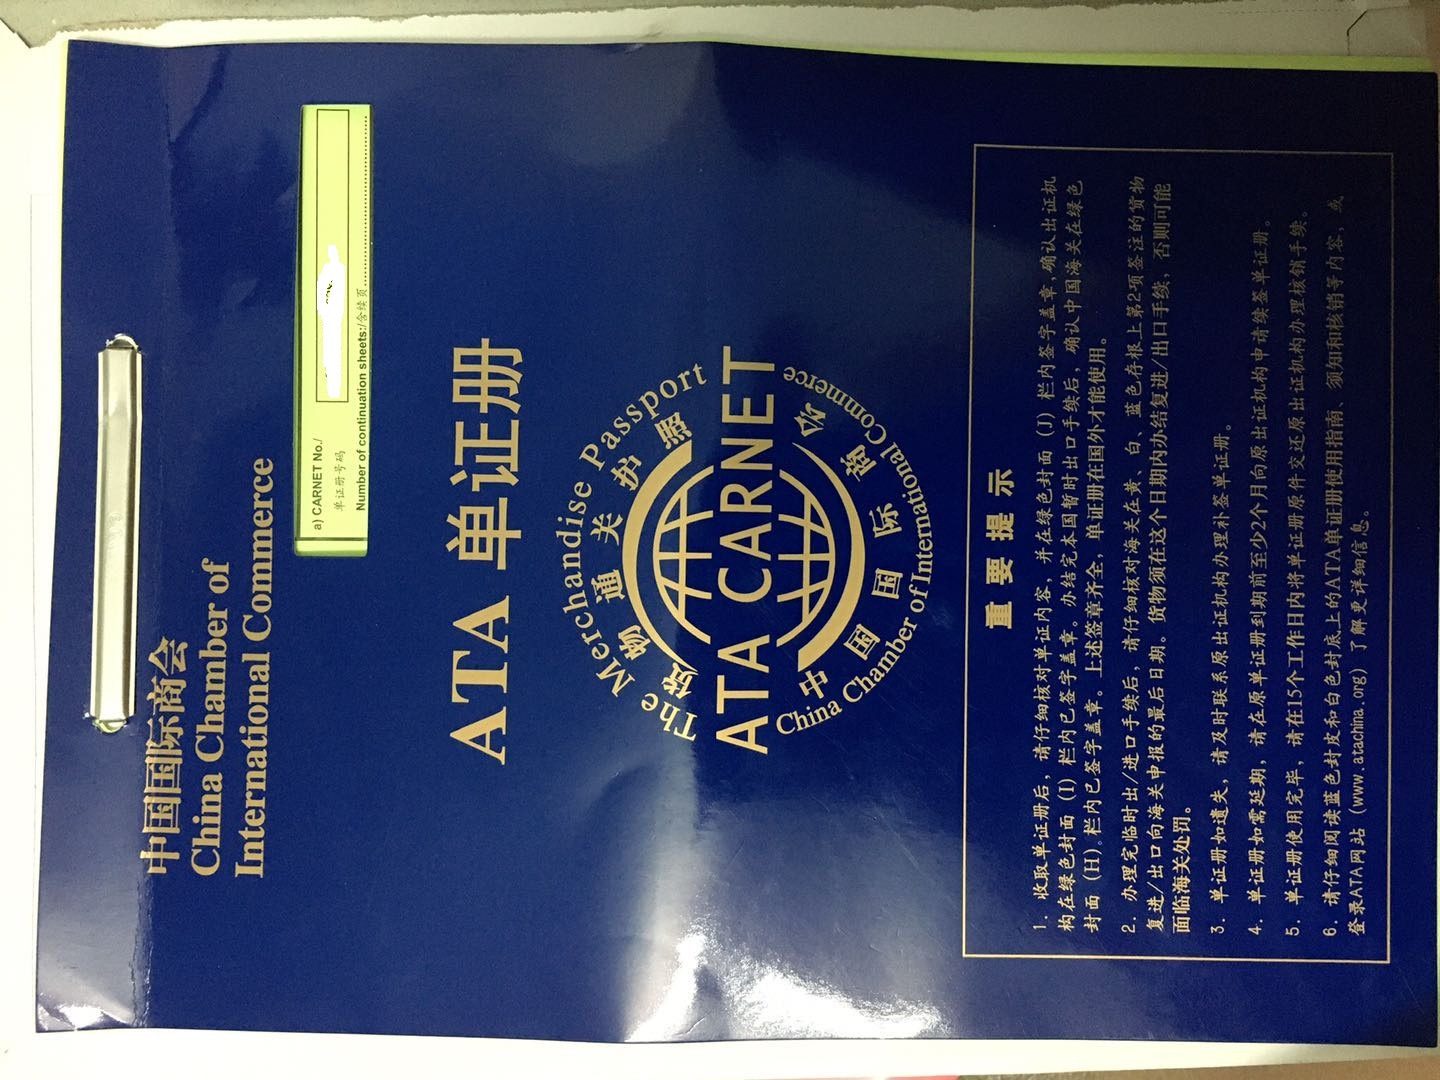 中国国际商会
China Chamber of
International Commerce
a) CARNET No./
单证册号码
Number of continuation sheets:/含续页
ATA 单证册
The Merchandise Passport
货物通关护照
ATA CARNET
中国国际商会
China Chamber of International Commerce
重要提示
1. 收取单证册后，请仔细核对单证内容，并在绿色封面（J）栏内签字盖章，确认出证机
构在绿色封面（I）栏内已签字盖章。办结完本国暂时出口手续后，确认中国海关在绿色
封面（H）栏内已签字盖章。上述签章齐全，单证册在国外才能使用。
2. 办理完临时出/进口手续后，请仔细核对海关在黄、白、蓝色存根上第2项签注的货物
复进/出口向海关申报的最后日期。货物须在这个日期内办结复进/出口手续，否则可能
面临海关处罚。
3. 单证册如遗失，请及时联系原出证机构办理补签单证册。
4. 单证册如需延期，请在原单证册到期前至少2个月向原出证机构申请续签单证册。
5. 单证册使用完毕，请在15个工作日内将单证册原件交还原出证机构办理核销手续。
6. 请仔细阅读蓝色封皮和白色封底上的ATA单证册使用指南、须知和核销等内容，或
登录ATA网站（www.atachina.org）了解更详细信息。